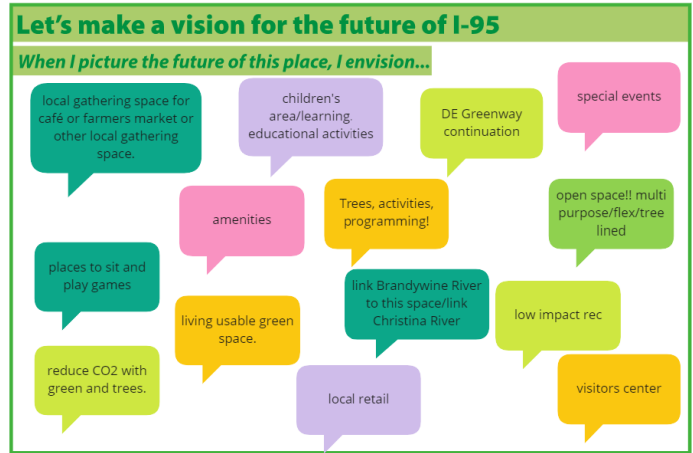 Let's make a vision for the future of I-95
When I picture the future of this place, I envision...
local gathering space for
café or farmers market or
other local gathering
space.
children's
area/learning.
educational activities
DE Greenway
continuation
special events
amenities
Trees, activities,
programming!
open space!! multi
purpose/flex/tree
lined
places to sit and
play games
living usable green
space.
link Brandywine River
to this space/link
Christina River
low impact rec
reduce CO2 with
green and trees.
local retail
visitors center